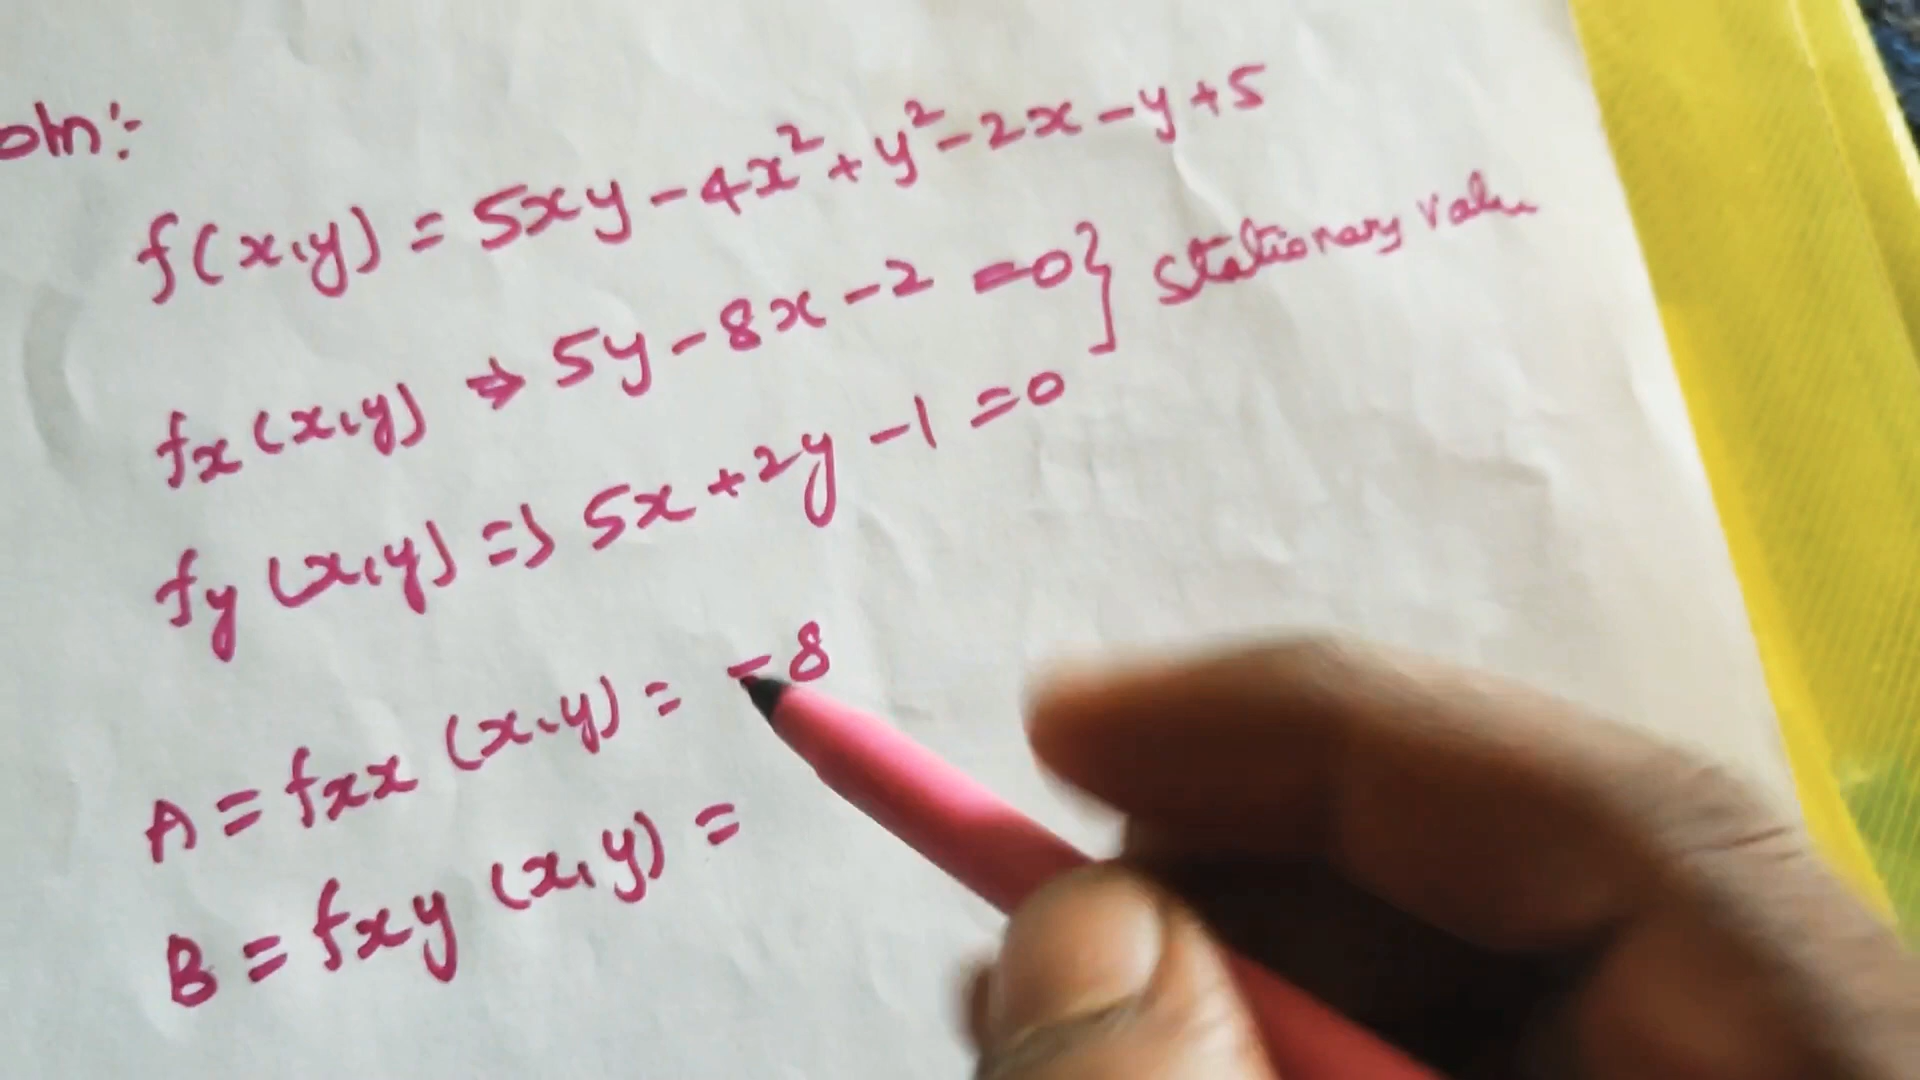 oln:-
f(x,y) = 5xy - 4x² + y² - 2x - y + 5
fx(x,y) ⇒ 5y - 8x - 2 = 0 } Stationary value
fy(x,y) ⇒ 5x + 2y - 1 = 0
A = fxx (x,y) = -8
B = fxy (x,y) =